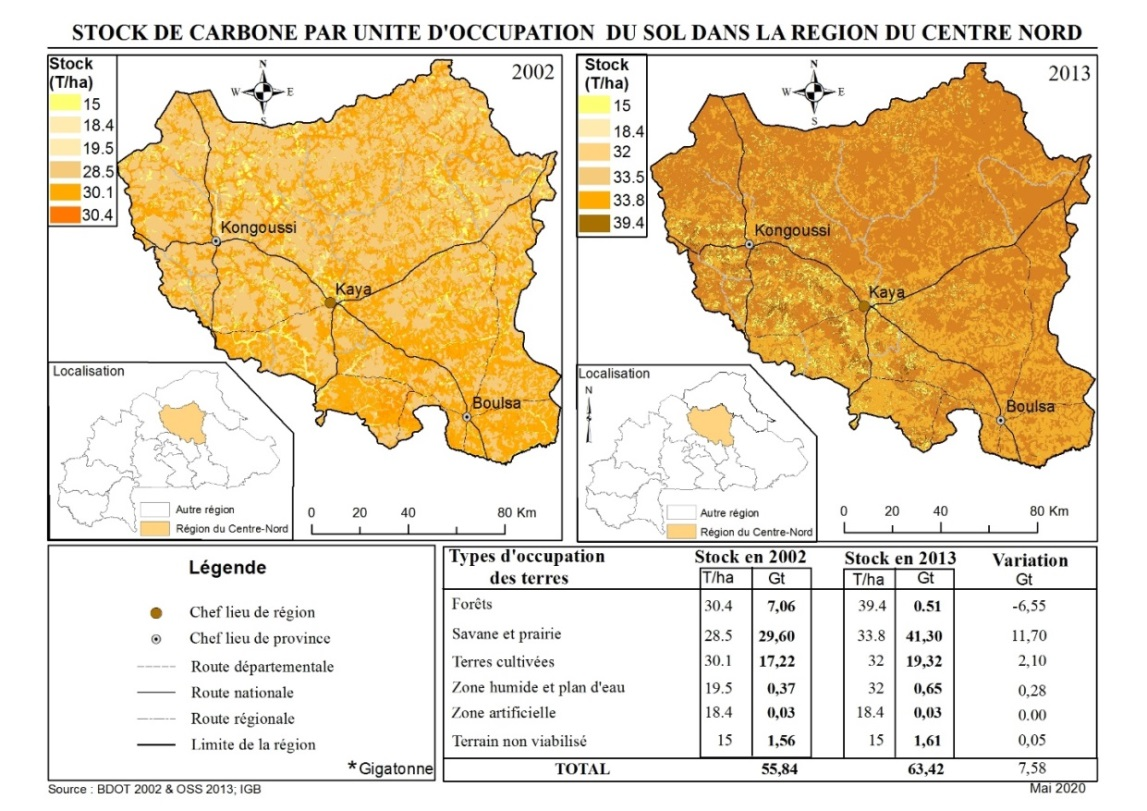 STOCK DE CARBONE PAR UNITE D'OCCUPATION DU SOL DANS LA REGION DU CENTRE NORD
Stock
(T/ha)
15
18.4
19.5
28.5
30.1
30.4
N
W E
S
2002
Kongoussi
Kaya
Boulsa
Localisation
Autre région
Région du Centre-Nord
0 20 40 80 Km
Stock
(T/ha)
15
18.4
32
33.5
33.8
39.4
N
W E
S
2013
Kongoussi
Kaya
Boulsa
Localisation
N
Autre région
Région du Centre-Nord
0 20 40 80 Km
Légende
Chef lieu de région
Chef lieu de province
Route départementale
Route nationale
Route régionale
Limite de la région
*Gigatonne
Types d'occupation des terres Stock en 2002 Stock en 2013 Variation
T/ha Gt T/ha Gt Gt
Forêts 30.4 7,06 39.4 0.51 -6,55
Savane et prairie 28.5 29,60 33.8 41,30 11,70
Terres cultivées 30.1 17,22 32 19,32 2,10
Zone humide et plan d'eau 19.5 0,37 32 0,65 0,28
Zone artificielle 18.4 0,03 18.4 0,03 0.00
Terrain non viabilisé 15 1,56 15 1,61 0,05
TOTAL 55,84 63,42 7,58
Source : BDOT 2002 & OSS 2013; IGB
Mai 2020